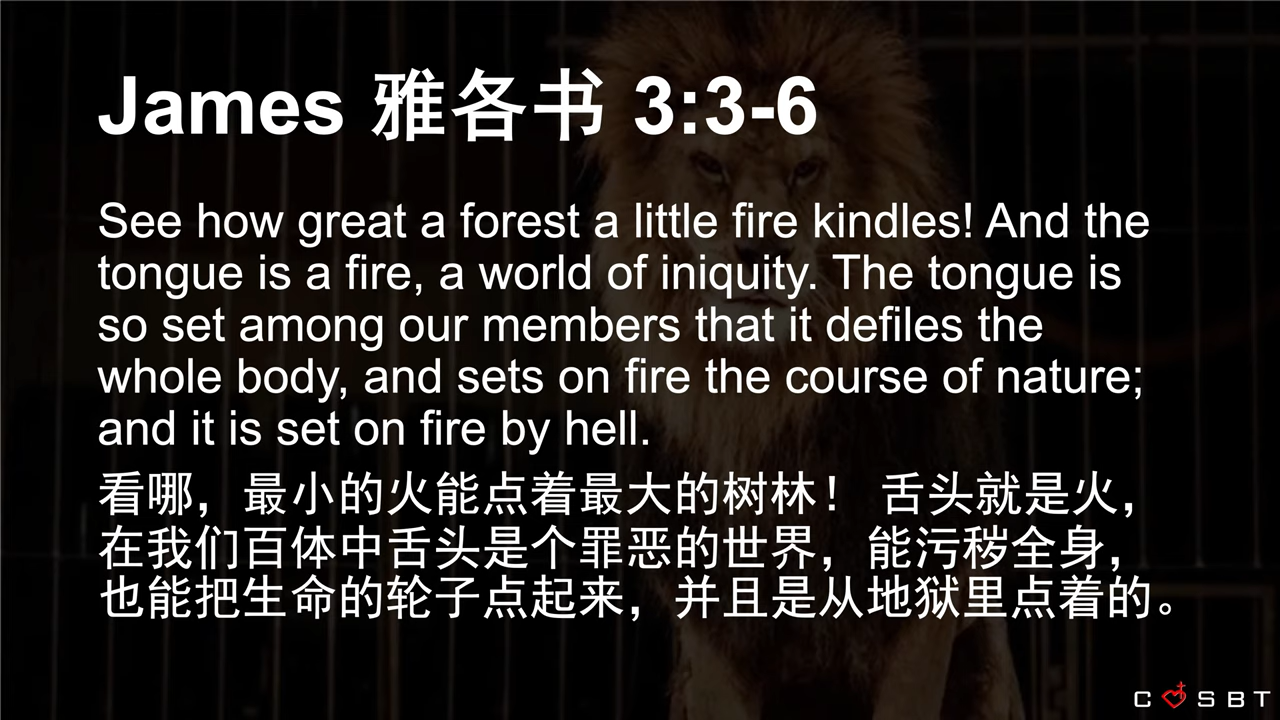 James 雅各书 3:3-6
See how great a forest a little fire kindles! And the
tongue is a fire, a world of iniquity. The tongue is
so set among our members that it defiles the
whole body, and sets on fire the course of nature;
and it is set on fire by hell.
看哪，最小的火能点着最大的树林！ 舌头就是火，
在我们百体中舌头是个罪恶的世界，能污秽全身，
也能把生命的轮子点起来，并且是从地狱里点着的。
C SBT